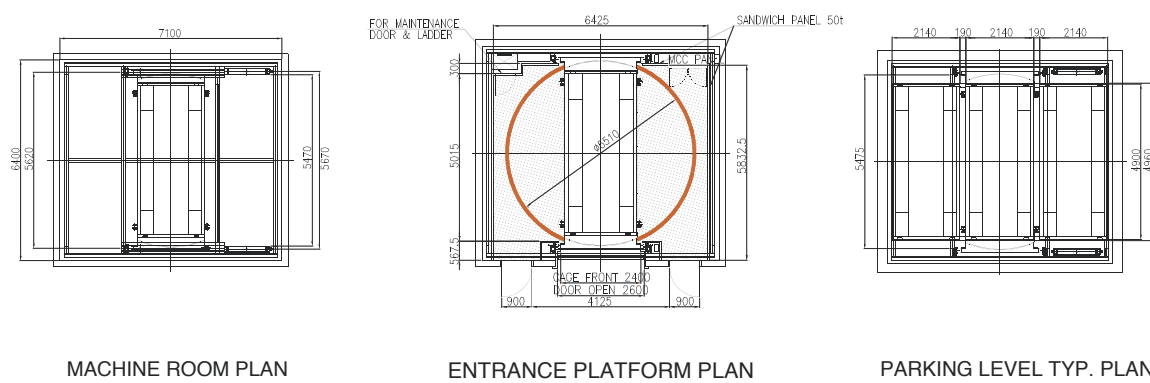 7100
6400
5620
5470
5670
MACHINE ROOM PLAN
FOR MAINTENANCE
DOOR & LADDER
6425
SANDWICH PANEL 50t
MCC PANEL
300
5015
567.5
ø5510
5832.5
CAGE FRONT 2400
DOOR OPEN 2600
900
4125
900
ENTRANCE PLATFORM PLAN
2140
190
2140
190
2140
5475
4900
4960
PARKING LEVEL TYP. PLAN